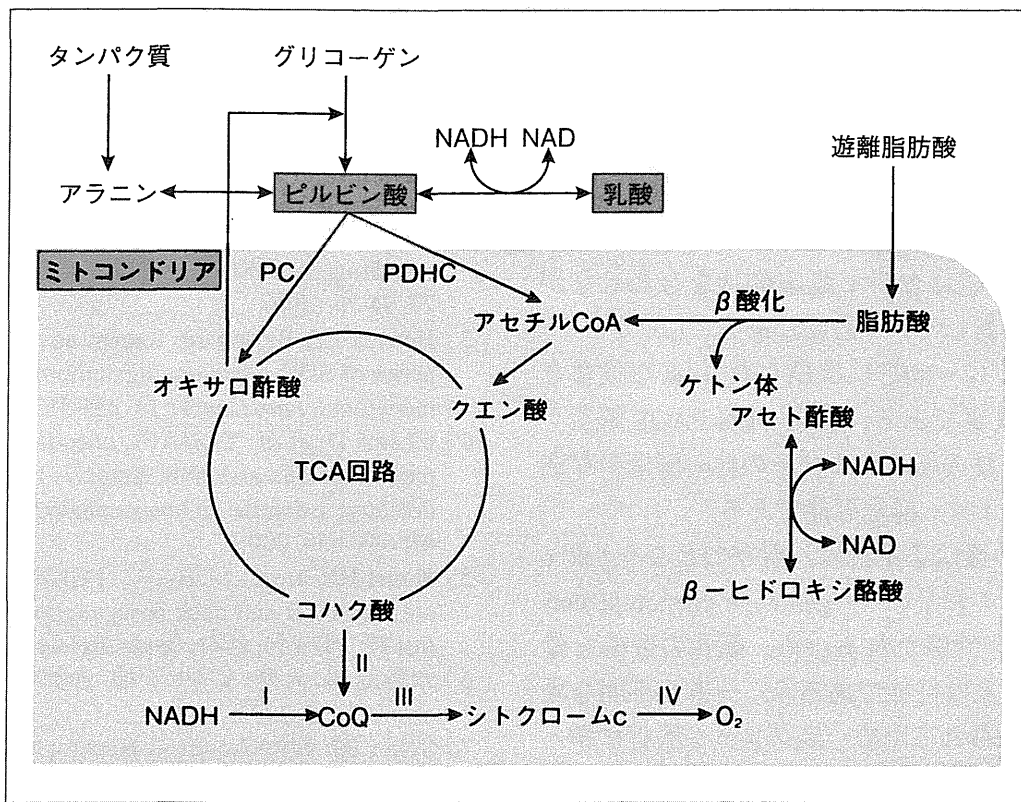 タンパク質
グリコーゲン
NADH NAD
遊離脂肪酸
アラニン
ピルビン酸
乳酸
ミトコンドリア
PC
PDHC
アセチルCoA
β酸化
脂肪酸
オキサロ酢酸
クエン酸
ケトン体
アセト酢酸
TCA回路
NADH
NAD
β－ヒドロキシ酪酸
コハク酸
II
I
III
IV
NADH
CoQ
シトクロームc
O₂